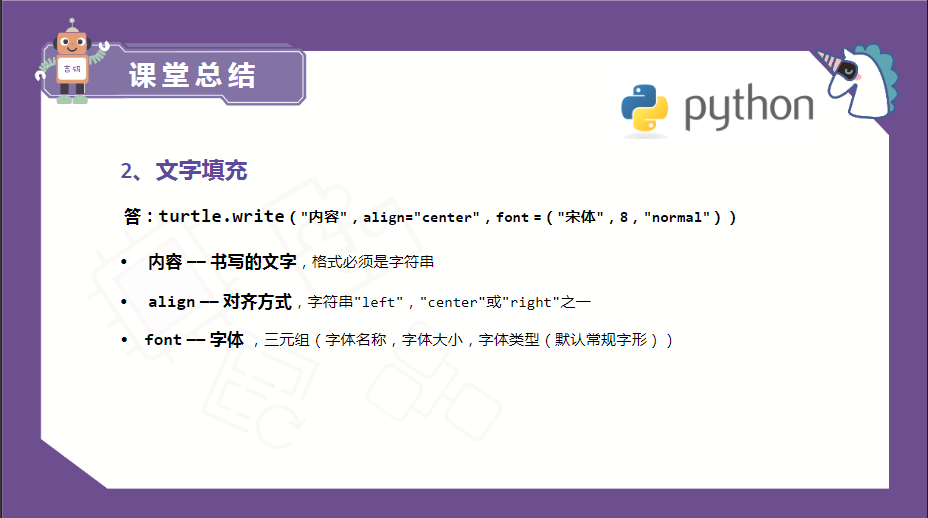 课堂总结
python
2、文字填充
答：turtle.write（"内容"，align="center"，font =（"宋体"，8，"normal"））
• 内容 —— 书写的文字，格式必须是字符串
• align —— 对齐方式，字符串"left"，"center"或"right"之一
• font —— 字体 ，三元组（字体名称，字体大小，字体类型（默认常规字形））